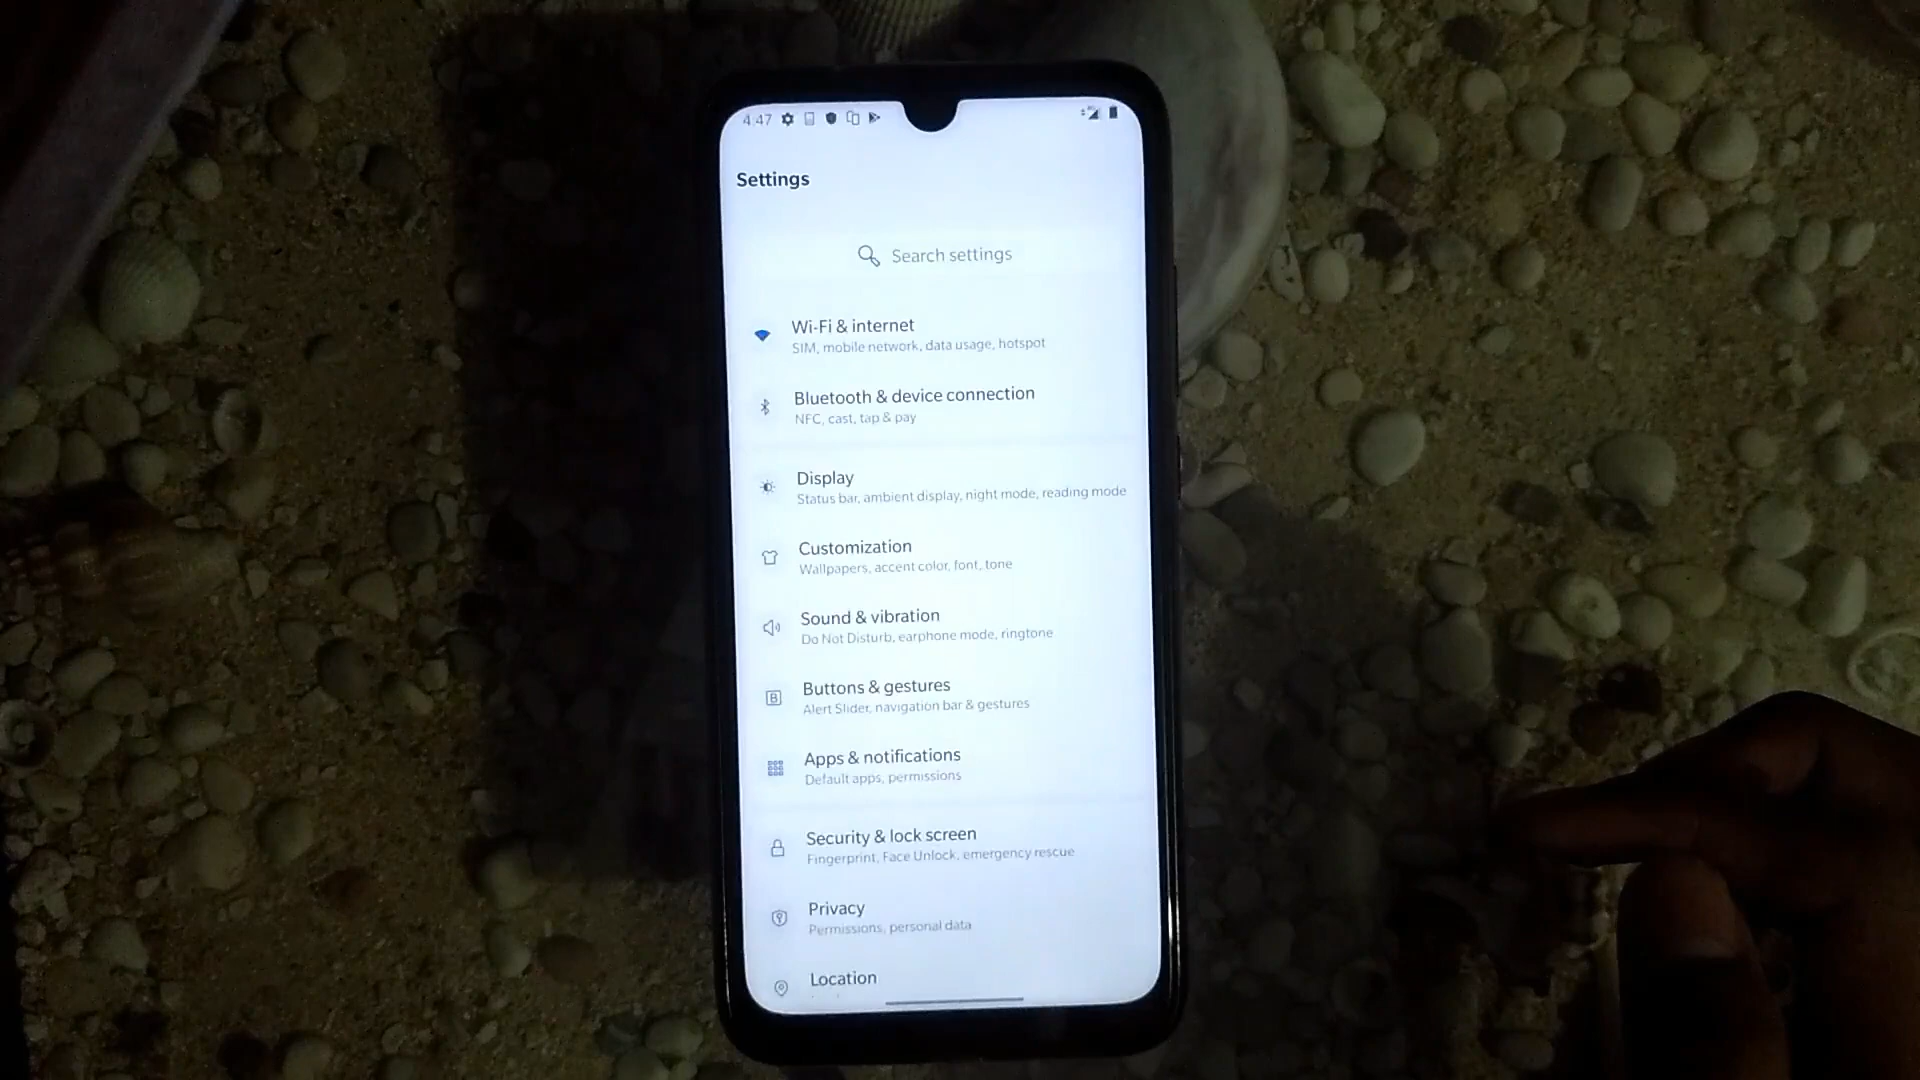 4:47
Settings
Search settings
Wi-Fi & internet
SIM, mobile network, data usage, hotspot
Bluetooth & device connection
NFC, cast, tap & pay
Display
Status bar, ambient display, night mode, reading mode
Customization
Wallpapers, accent color, font, tone
Sound & vibration
Do Not Disturb, earphone mode, ringtone
Buttons & gestures
Alert Slider, navigation bar & gestures
Apps & notifications
Default apps, permissions
Security & lock screen
Fingerprint, Face Unlock, emergency rescue
Privacy
Permissions, personal data
Location